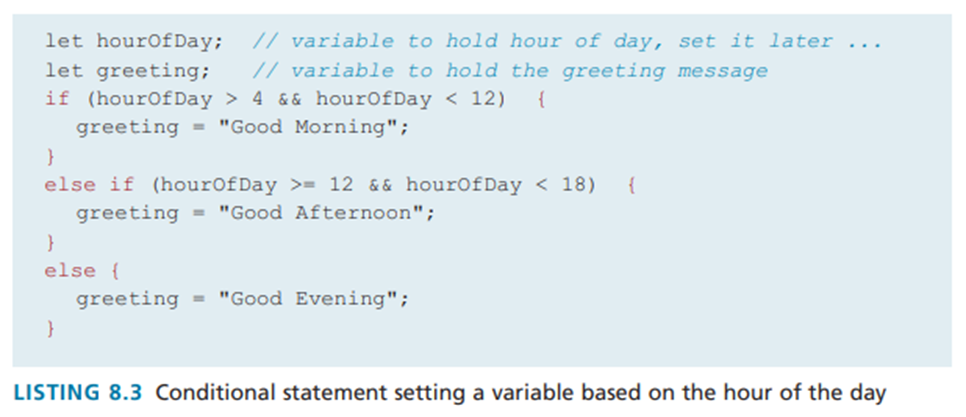 let hourOfDay;  // variable to hold hour of day, set it later ...
let greeting;   // variable to hold the greeting message
if (hourOfDay > 4 && hourOfDay < 12)  {
   greeting = "Good Morning";
}
else if (hourOfDay >= 12 && hourOfDay < 18)  {
   greeting = "Good Afternoon";
}
else {
   greeting = "Good Evening";
}
LISTING 8.3 Conditional statement setting a variable based on the hour of the day